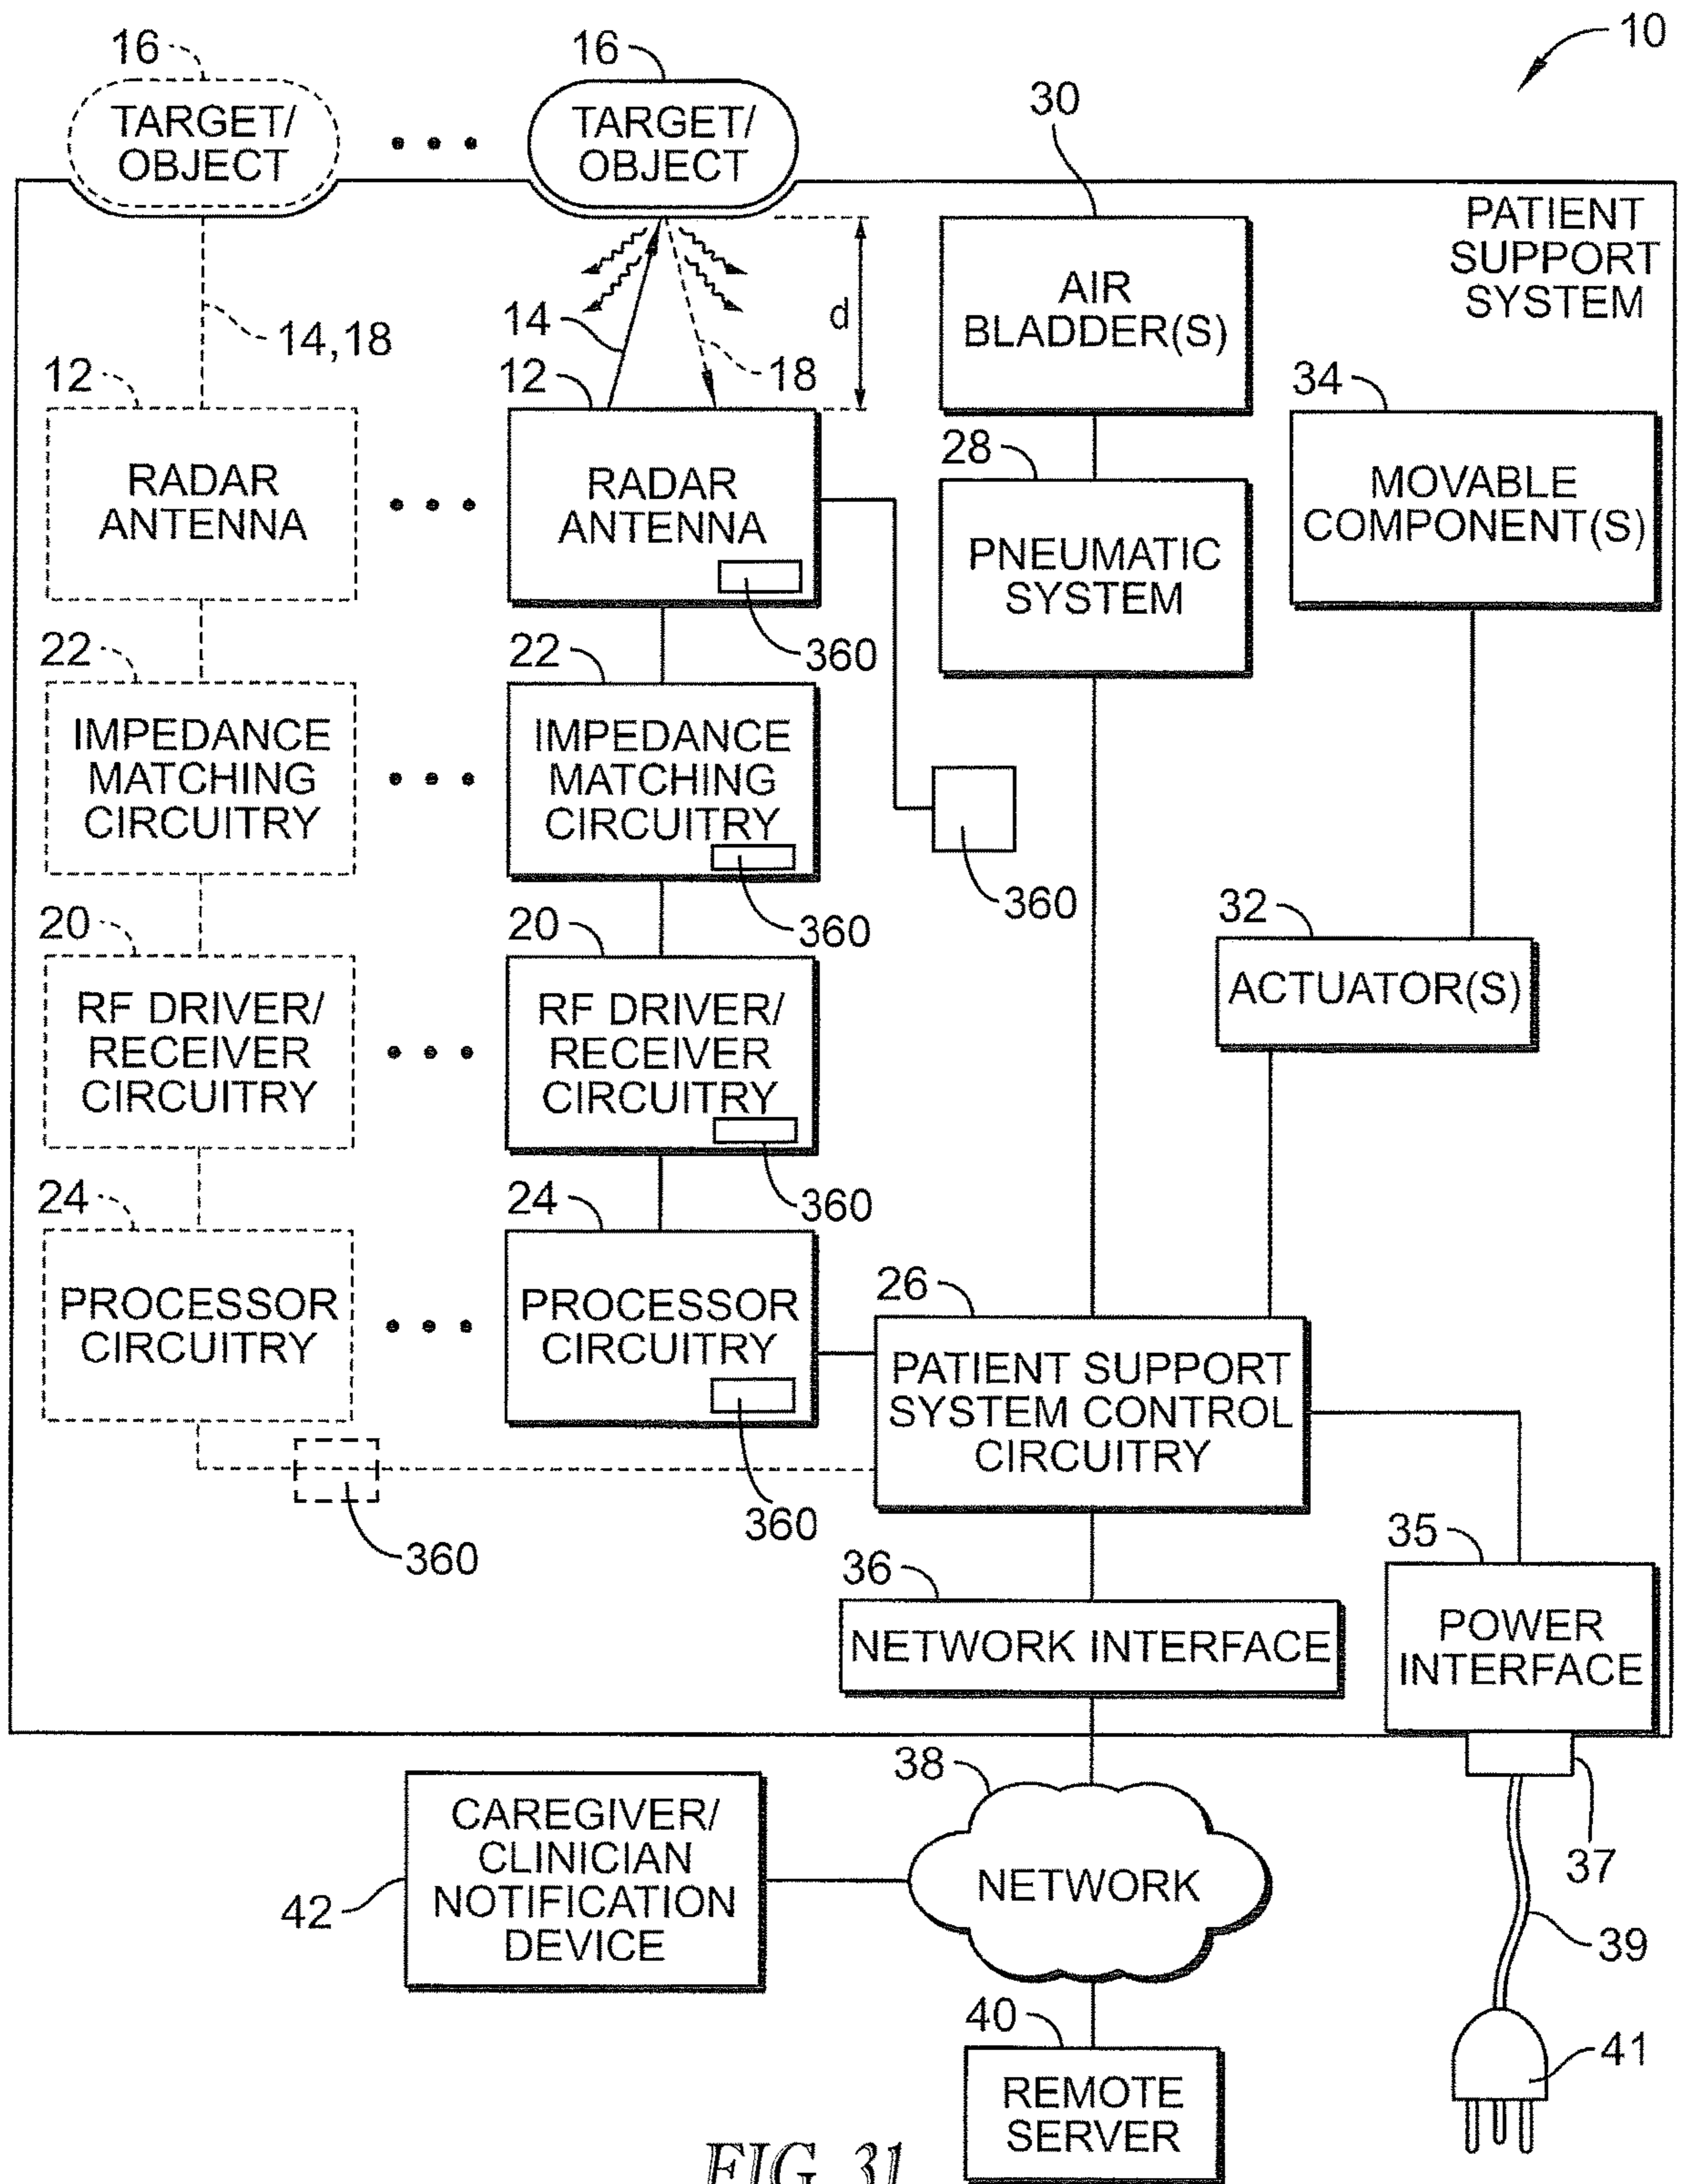 10
16
TARGET/
OBJECT
16
TARGET/
OBJECT
30
AIR
BLADDER(S)
PATIENT
SUPPORT
SYSTEM
14,18
14
18
d
12
RADAR
ANTENNA
12
RADAR
ANTENNA
360
28
PNEUMATIC
SYSTEM
34
MOVABLE
COMPONENT(S)
22
IMPEDANCE
MATCHING
CIRCUITRY
22
IMPEDANCE
MATCHING
CIRCUITRY
360
360
32
ACTUATOR(S)
20
RF DRIVER/
RECEIVER
CIRCUITRY
20
RF DRIVER/
RECEIVER
CIRCUITRY
360
24
PROCESSOR
CIRCUITRY
24
PROCESSOR
CIRCUITRY
360
360
26
PATIENT SUPPORT
SYSTEM CONTROL
CIRCUITRY
36
NETWORK INTERFACE
35
POWER
INTERFACE
37
39
41
38
NETWORK
42
CAREGIVER/
CLINICIAN
NOTIFICATION
DEVICE
40
REMOTE
SERVER
FIG. 31